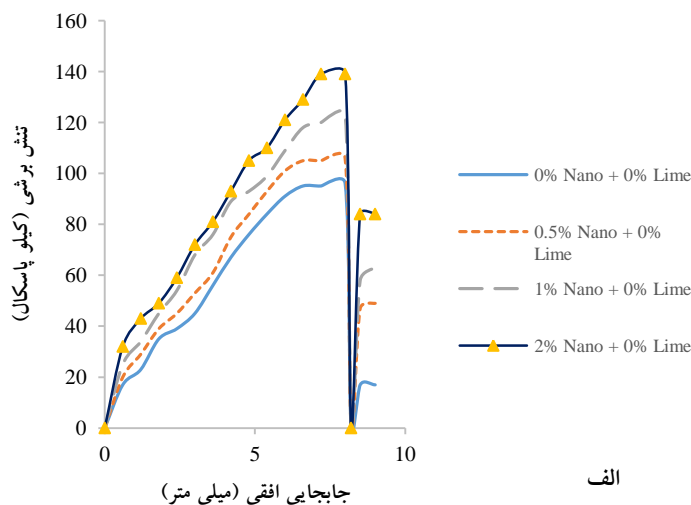 160
140
120
100
80
60
40
20
0
تنش برشی (کیلو پاسکال)
0
5
10
جابجایی افقی (میلی متر)
0% Nano + 0% Lime
0.5% Nano + 0%
Lime
1% Nano + 0% Lime
2% Nano + 0% Lime
الف